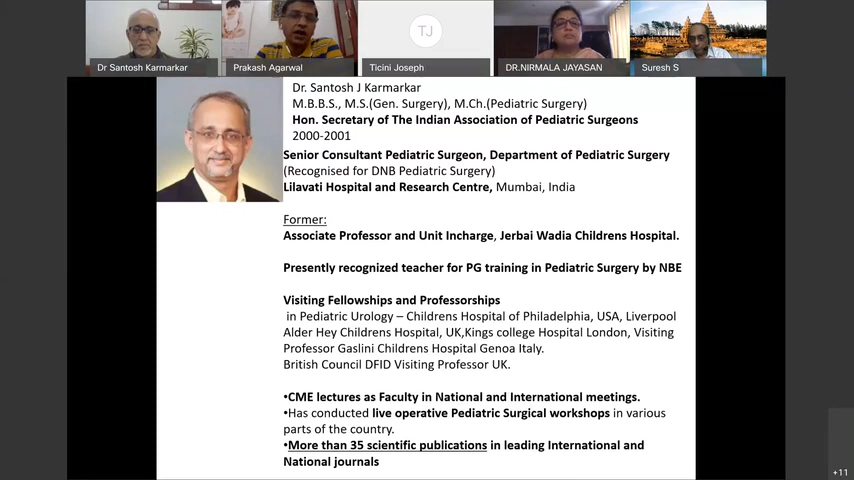 TJ
Dr Santosh Karmarkar
Prakash Agarwal
Ticini Joseph
DR.NIRMALA JAYASAN
Suresh S
Dr. Santosh J Karmarkar
M.B.B.S., M.S.(Gen. Surgery), M.Ch.(Pediatric Surgery)
Hon. Secretary of The Indian Association of Pediatric Surgeons
2000-2001
Senior Consultant Pediatric Surgeon, Department of Pediatric Surgery
(Recognised for DNB Pediatric Surgery)
Lilavati Hospital and Research Centre, Mumbai, India
Former:
Associate Professor and Unit Incharge, Jerbai Wadia Childrens Hospital.
Presently recognized teacher for PG training in Pediatric Surgery by NBE
Visiting Fellowships and Professorships
in Pediatric Urology – Childrens Hospital of Philadelphia, USA, Liverpool
Alder Hey Childrens Hospital, UK,Kings college Hospital London, Visiting
Professor Gaslini Childrens Hospital Genoa Italy.
British Council DFID Visiting Professor UK.
•CME lectures as Faculty in National and International meetings.
•Has conducted live operative Pediatric Surgical workshops in various
parts of the country.
•More than 35 scientific publications in leading International and
National journals
+11